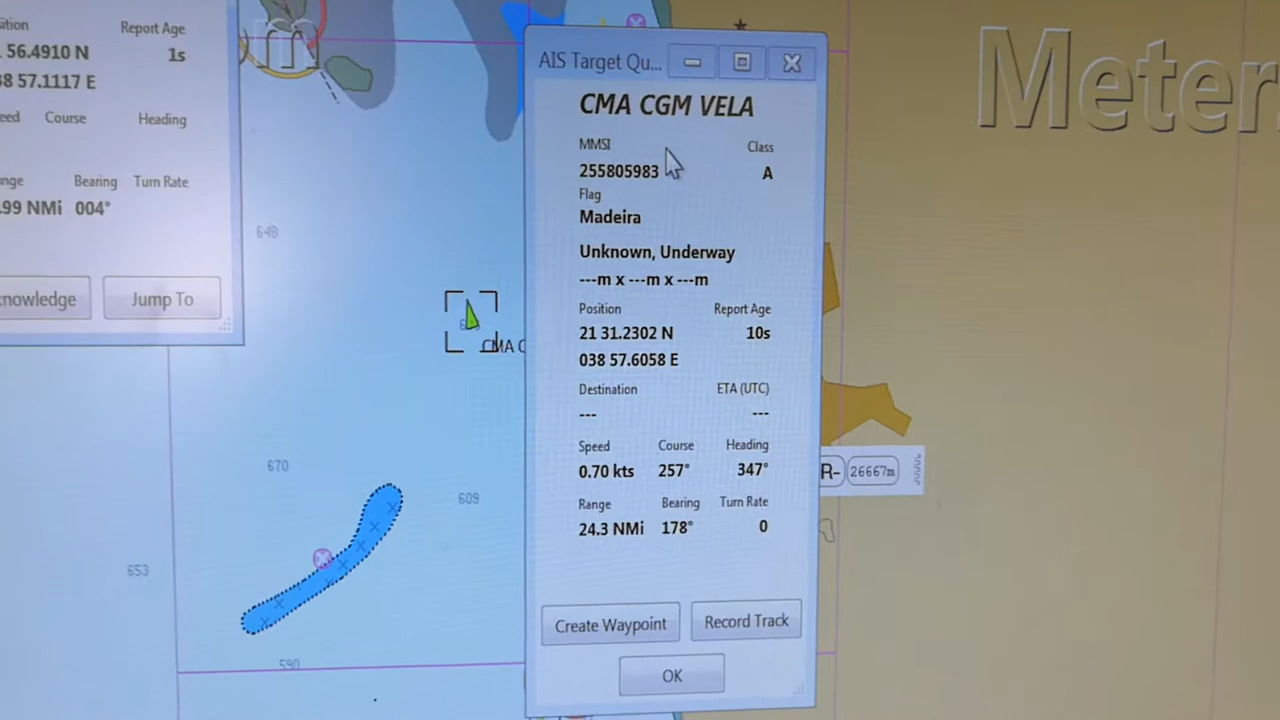 sition
Report Age
56.4910 N
1s
38 57.1117 E
eed Course Heading
nge Bearing Turn Rate
.99 NMi 004°
nowledge
Jump To
m
Meter
648
670
609
653
590
CMA C
R- 26667m
AIS Target Qu...
CMA CGM VELA
MMSI Class
255805983 A
Flag
Madeira
Unknown, Underway
---m x ---m x ---m
Position Report Age
21 31.2302 N 10s
038 57.6058 E
Destination ETA (UTC)
--- ---
Speed Course Heading
0.70 kts 257° 347°
Range Bearing Turn Rate
24.3 NMi 178° 0
Create Waypoint Record Track
OK